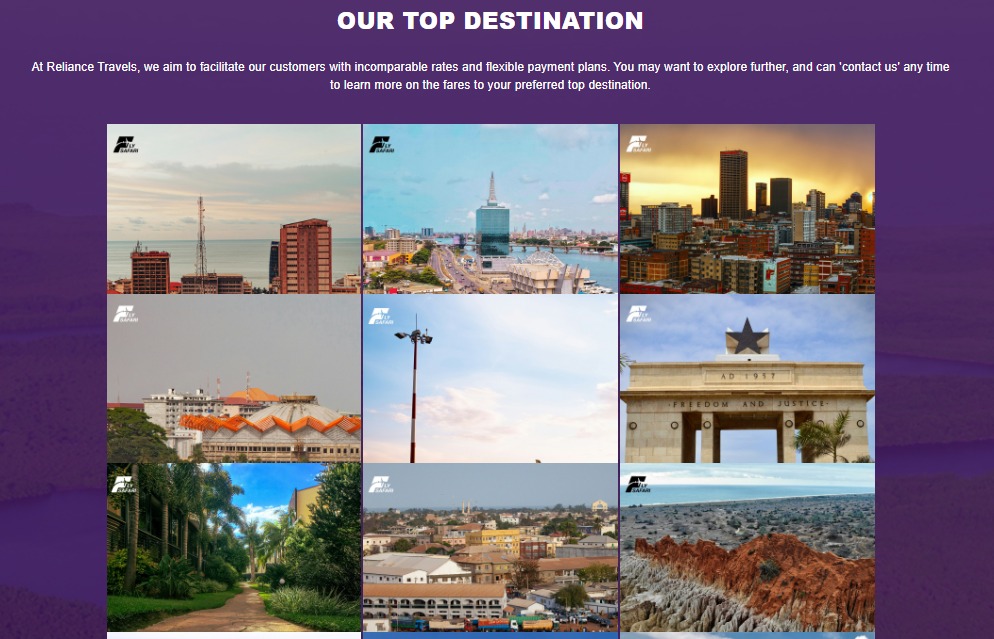 OUR TOP DESTINATION
At Reliance Travels, we aim to facilitate our customers with incomparable rates and flexible payment plans. You may want to explore further, and can 'contact us' any time
to learn more on the fares to your preferred top destination.
FLY
SAFARI
FLY
SAFARI
FLY
SAFARI
FLY
SAFARI
FLY
SAFARI
FLY
SAFARI
AD 1957
FREEDOM AND JUSTICE
FLY
SAFARI
FLY
SAFARI
FLY
SAFARI